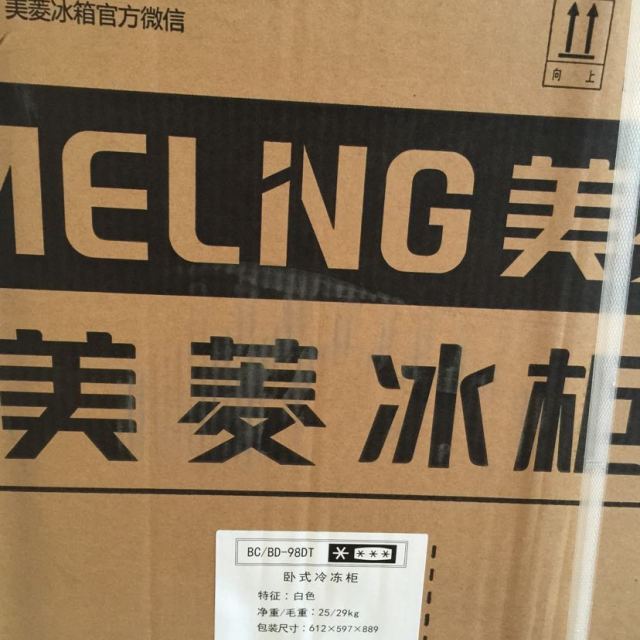 美菱冰箱官方微信
向上
MELING美
美菱冰柜
BC/BD-98DT
卧式冷冻柜
特征：白色
净重/毛重：25/29kg
包装尺寸：612×597×889